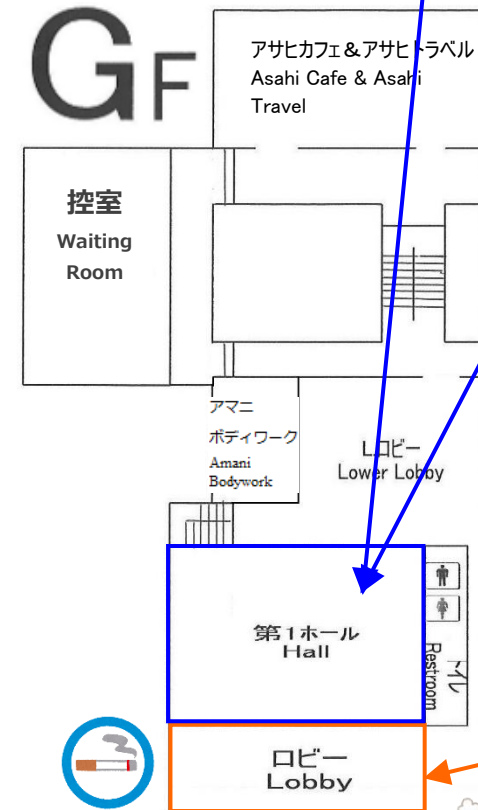 GF
アサヒカフェ&アサヒトラベル
Asahi Cafe & Asahi
Travel
控室
Waiting
Room
アマニ
ボディワーク
Amani
Bodywork
Lロビー
Lower Lobby
第1ホール
Hall
トイレ
Restroom
ロビー
Lobby